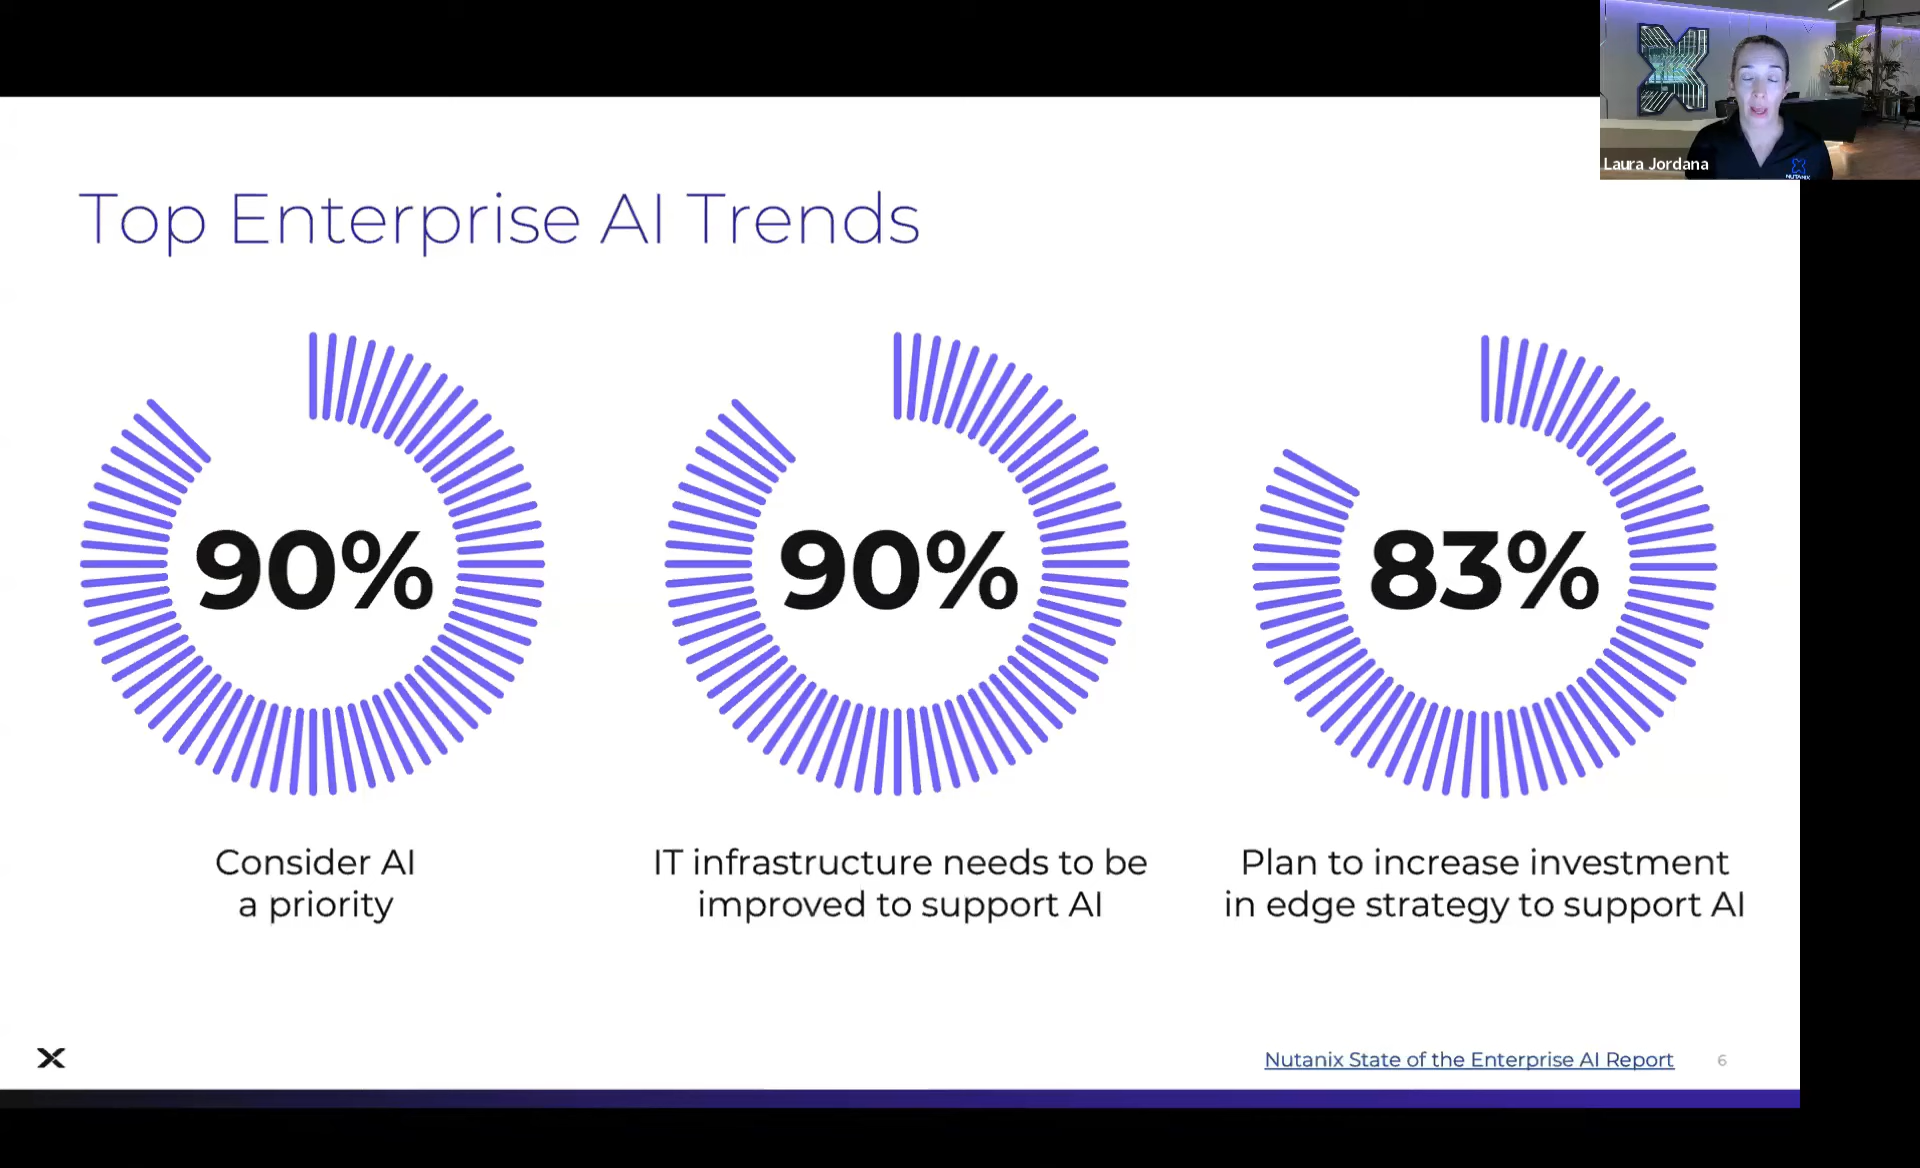 Laura Jordana
NUTANIX
Top Enterprise AI Trends
90%
90%
83%
Consider AI
a priority
IT infrastructure needs to be
improved to support AI
Plan to increase investment
in edge strategy to support AI
Nutanix State of the Enterprise AI Report
6